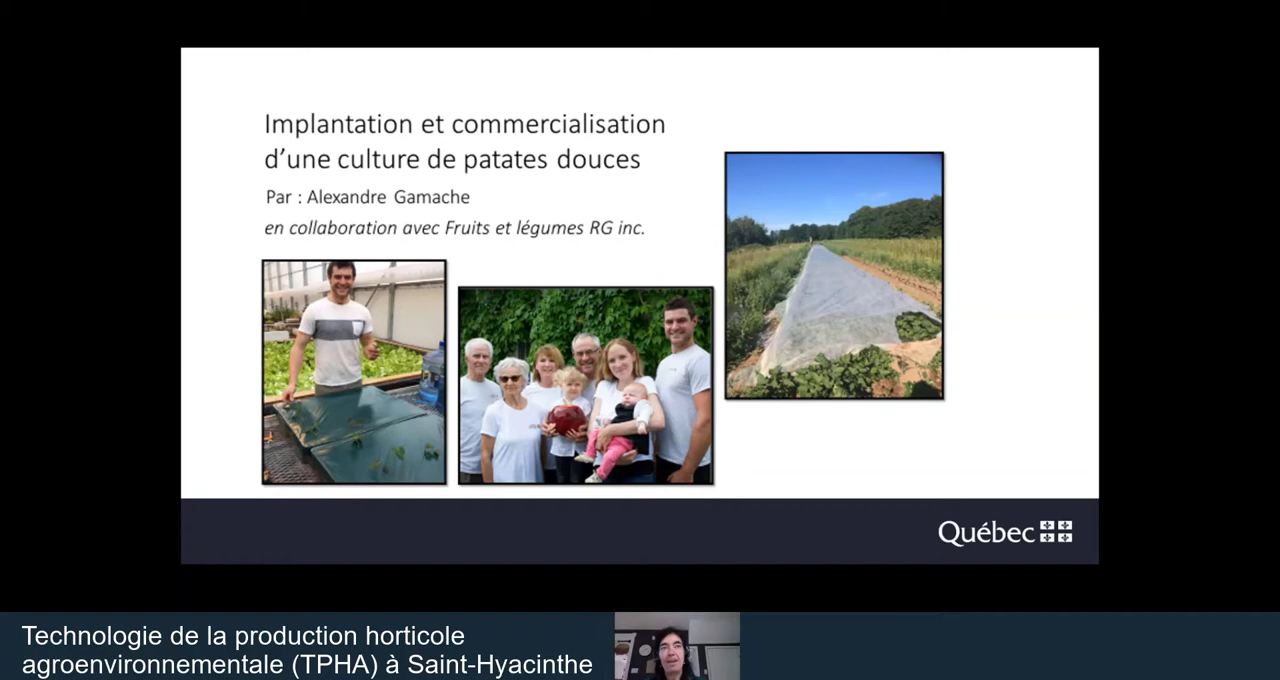 Implantation et commercialisation
d’une culture de patates douces
Par : Alexandre Gamache
en collaboration avec Fruits et légumes RG inc.
Québec
Technologie de la production horticole
agroenvironnementale (TPHA) à Saint-Hyacinthe